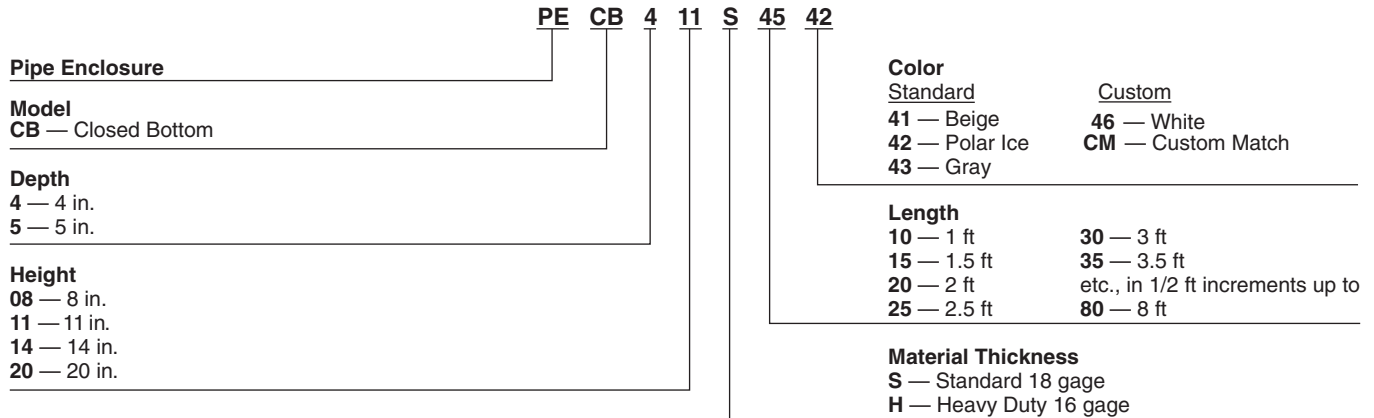 PE CB 4 11 S 45 42
Pipe Enclosure
Model
CB — Closed Bottom
Depth
4 — 4 in.
5 — 5 in.
Height
08 — 8 in.
11 — 11 in.
14 — 14 in.
20 — 20 in.
Color
Standard Custom
41 — Beige 46 — White
42 — Polar Ice CM — Custom Match
43 — Gray
Length
10 — 1 ft 30 — 3 ft
15 — 1.5 ft 35 — 3.5 ft
20 — 2 ft etc., in 1/2 ft increments up to
25 — 2.5 ft 80 — 8 ft
Material Thickness
S — Standard 18 gage
H — Heavy Duty 16 gage